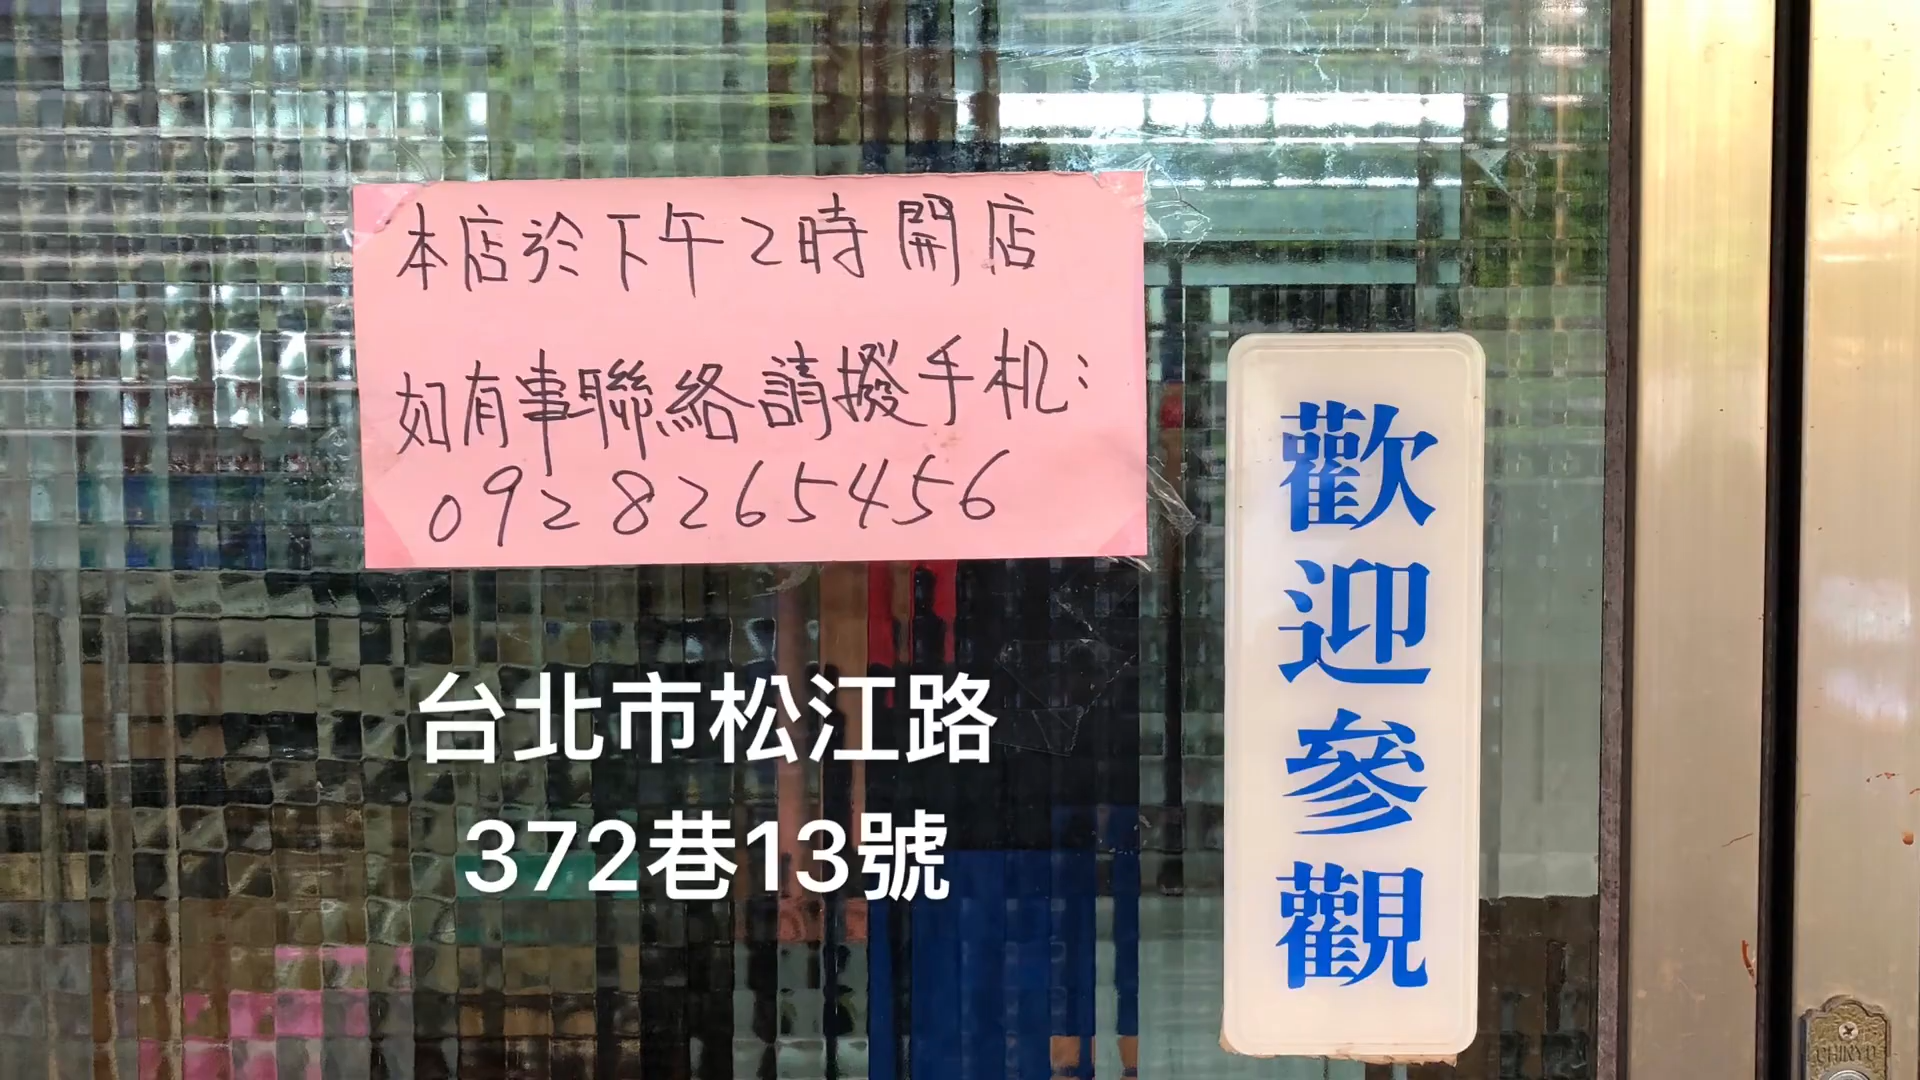 本店於下午2時開店
如有事聯絡請撥手机:
0928265456
歡迎參觀
台北市松江路
372巷13號
CHINYO